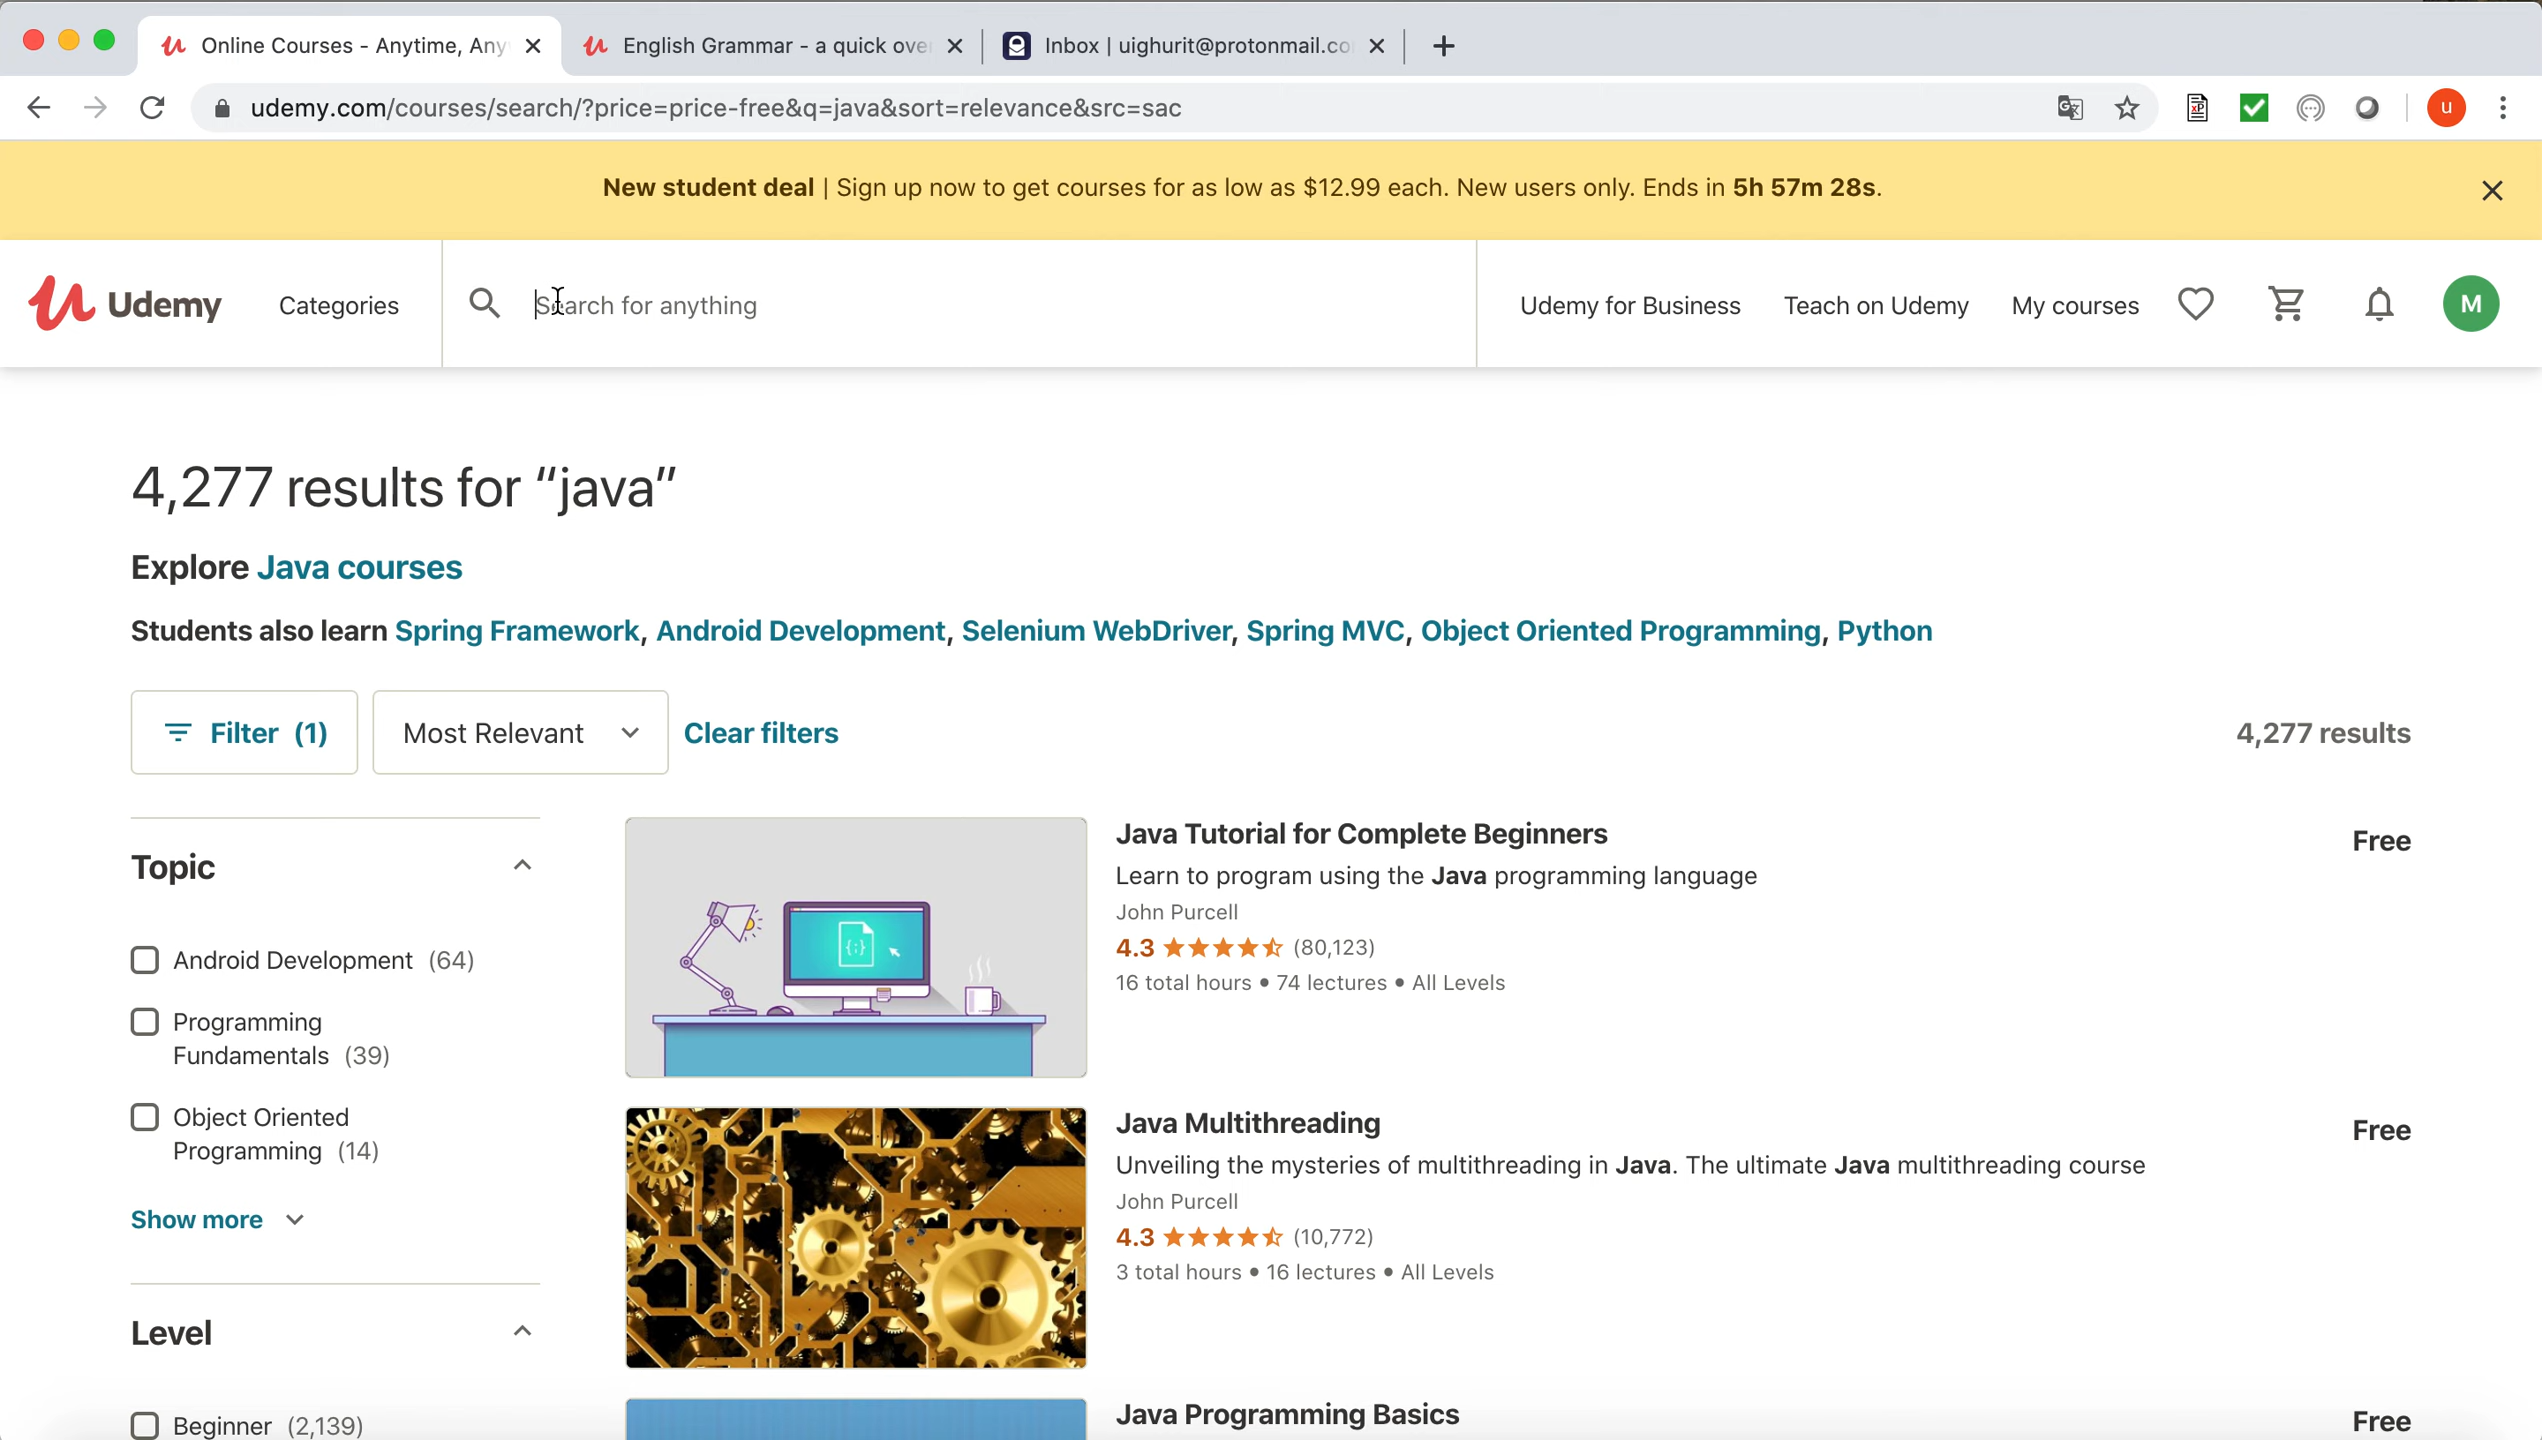 Online Courses - Anytime, Any
English Grammar - a quick ove
Inbox | uighurit@protonmail.co
udemy.com/courses/search/?price=price-free&q=java&sort=relevance&src=sac
u
New student deal | Sign up now to get courses for as low as $12.99 each. New users only. Ends in 5h 57m 28s.
Udemy
Categories
Search for anything
Udemy for Business
Teach on Udemy
My courses
M
4,277 results for “java”
Explore Java courses
Students also learn Spring Framework, Android Development, Selenium WebDriver, Spring MVC, Object Oriented Programming, Python
Filter (1)
Most Relevant
Clear filters
4,277 results
Topic
Android Development (64)
Programming
Fundamentals (39)
Object Oriented
Programming (14)
Show more
Level
Beginner (2,139)
Java Tutorial for Complete Beginners
Free
Learn to program using the Java programming language
John Purcell
4.3 (80,123)
16 total hours • 74 lectures • All Levels
Java Multithreading
Free
Unveiling the mysteries of multithreading in Java. The ultimate Java multithreading course
John Purcell
4.3 (10,772)
3 total hours • 16 lectures • All Levels
Java Programming Basics
Free